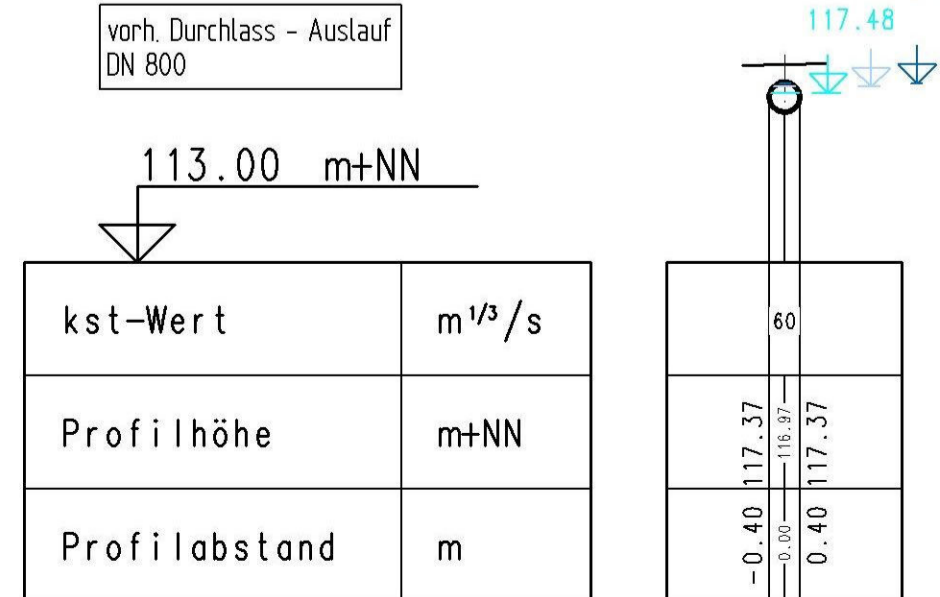 vorh. Durchlass - Auslauf
DN 800
117.48
113.00 m+NN
kst-Wert m¹/³/s
60
Profilhöhe m+NN
117.37 116.97 117.37
Profilabstand m
-0.40 0.00 0.40